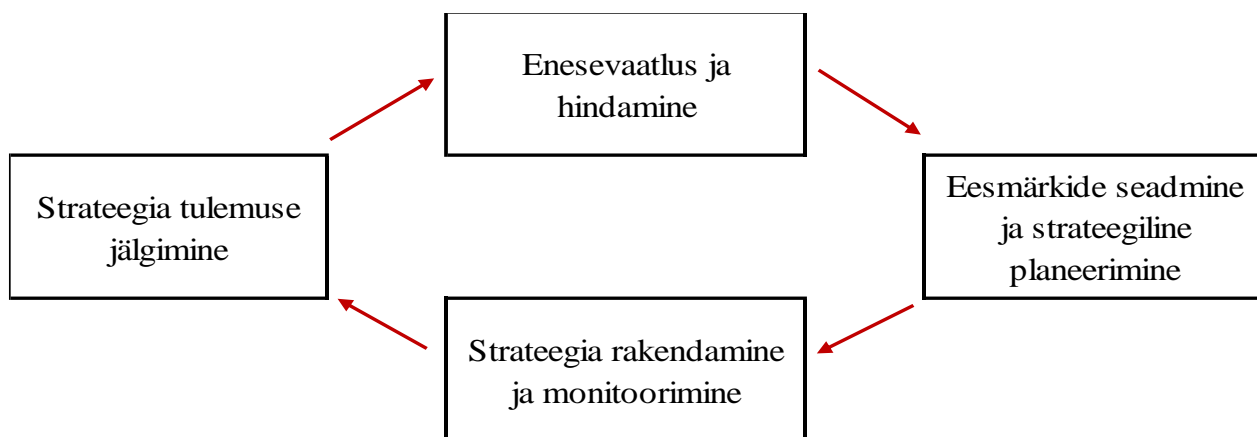 Enesevaatlus ja
hindamine
Eesmärkide seadmine
ja strateegiline
planeerimine
Strateegia rakendamine
ja monitoorimine
Strateegia tulemuse
jälgimine